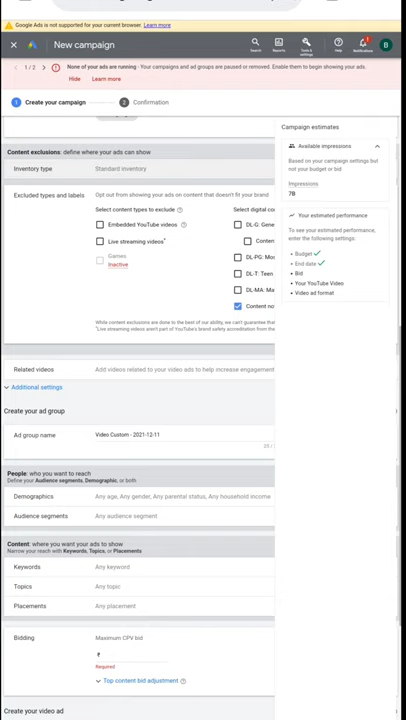 Google Ads is not supported for your current browser. Learn more
New campaign
Search
Reports
Tools & settings
Help
Notifications
1
B
1 / 2
None of your ads are running - Your campaigns and ad groups are paused or removed. Enable them to begin showing your ads.
Hide
Learn more
1 Create your campaign
2 Confirmation
Content exclusions: define where your ads can show
Inventory type
Standard inventory
Excluded types and labels
Opt out from showing your ads on content that doesn't fit your brand.
Select content types to exclude
Embedded YouTube videos
Live streaming videos*
Games
Inactive
Select digital co
DL-G: Gene
Conten
DL-PG: Mos
DL-T: Teen
DL-MA: Ma
Content no
While content exclusions are done to the best of our ability, we can't guarantee tha
*Live streaming videos aren't part of YouTube's brand safety accreditation from the
Related videos
Add videos related to your video ads to help increase engagement
Additional settings
Create your ad group
Ad group name
Video Custom - 2021-12-11
People: who you want to reach
Define your Audience segments, Demographic, or both
Demographics
Any age, Any gender, Any parental status, Any household income
Audience segments
Any audience segment
Content: where you want your ads to show
Narrow your reach with Keywords, Topics, or Placements
Keywords
Any keyword
Topics
Any topic
Placements
Any placement
Bidding
Maximum CPV bid
₹
Required
Top content bid adjustment
Create your video ad
Campaign estimates
Available impressions
Based on your campaign settings but not your budget or bid
Impressions
7B
Your estimated performance
To see your estimated performance, enter the following settings:
• Budget
• End date
• Bid
• Your YouTube Video
• Video ad format